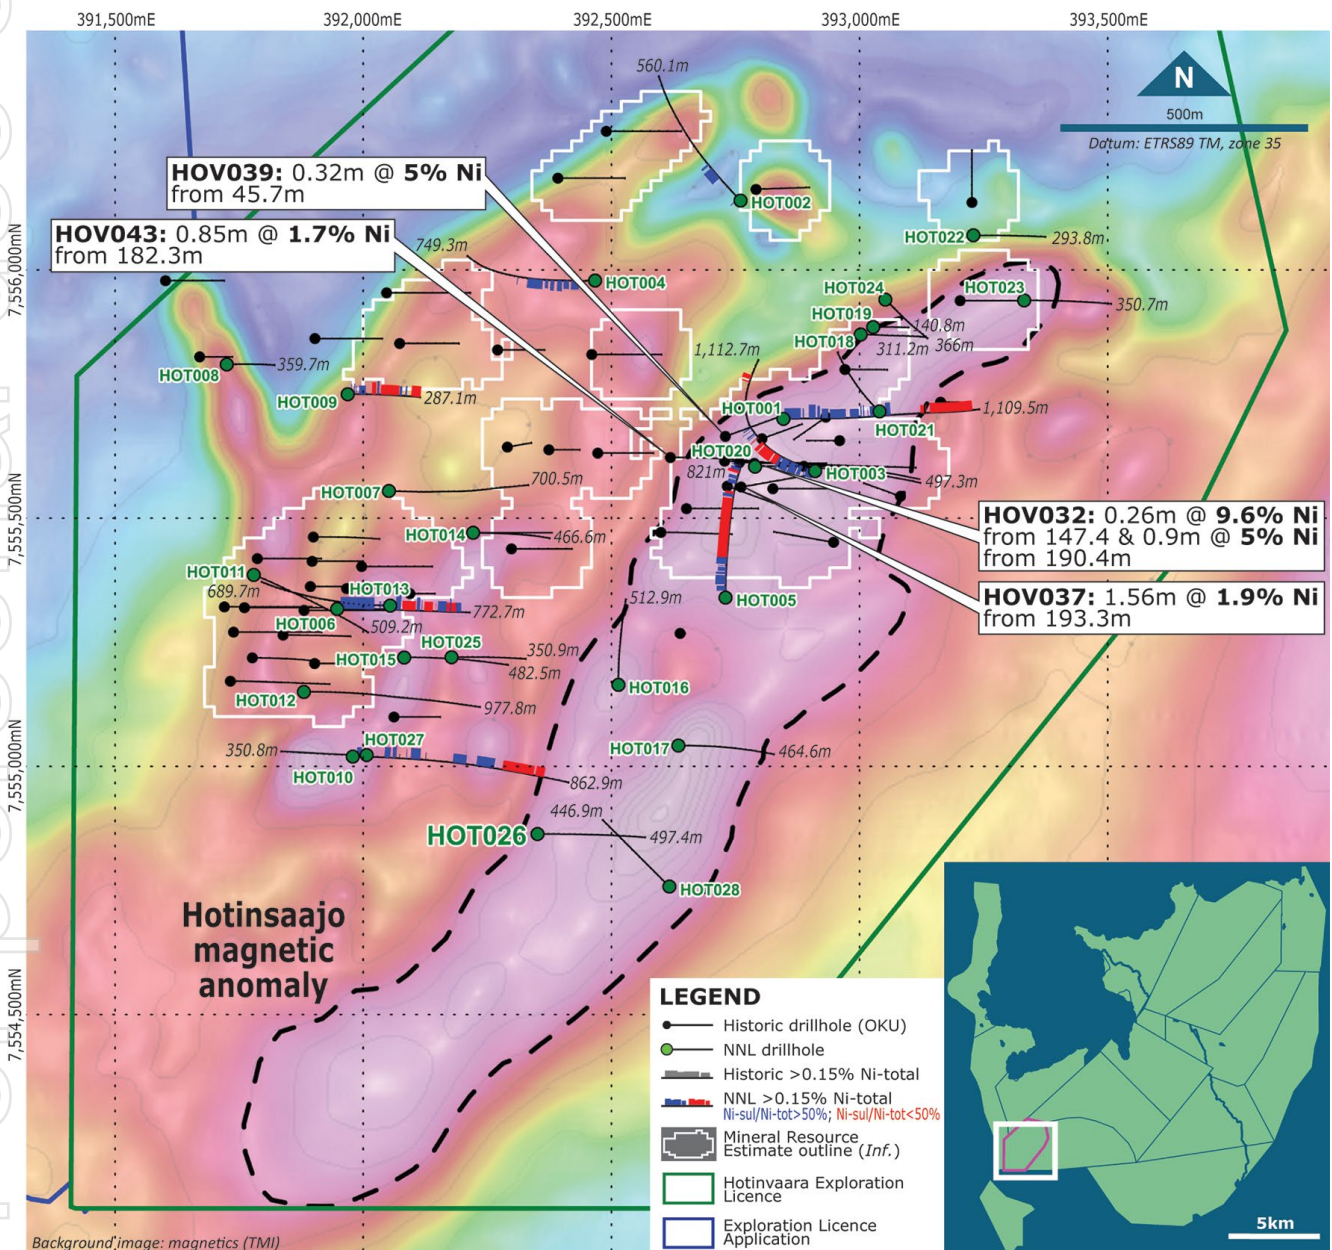 391,500mE
392,000mE
392,500mE
393,000mE
393,500mE
560.1m
N
500m
Datum: ETRS89 TM, zone 35
HOV039: 0.32m @ 5% Ni
from 45.7m
HOT002
HOV043: 0.85m @ 1.7% Ni
from 182.3m
HOT022
293.8m
7,556,000mN
749.3m
HOT004
HOT024
HOT023
350.7m
HOT019
140.8m
HOT018
311.2m
366m
HOT008
359.7m
1,112.7m
HOT009
287.1m
HOT001
1,109.5m
HOT021
HOT020
821m
HOT003
497.3m
HOT007
700.5m
7,555,500mN
HOT014
466.6m
HOV032: 0.26m @ 9.6% Ni
from 147.4 & 0.9m @ 5% Ni
from 190.4m
HOT011
689.7m
HOT013
HOT006
772.7m
509.2m
512.9m
HOT005
HOV037: 1.56m @ 1.9% Ni
from 193.3m
HOT015
HOT025
350.9m
482.5m
HOT016
HOT012
977.8m
350.8m
HOT027
HOT010
862.9m
HOT017
464.6m
7,555,000mN
446.9m
HOT026
497.4m
HOT028
Hotinsaajo
magnetic
anomaly
7,554,500mN
LEGEND
Historic drillhole (OKU)
NNL drillhole
Historic >0.15% Ni-total
NNL >0.15% Ni-total
Ni-sul/Ni-tot>50%; Ni-sul/Ni-tot<50%
Mineral Resource
Estimate outline (Inf.)
Hotinvaara Exploration
Licence
Exploration Licence
Application
5km
Background image: magnetics (TMI)